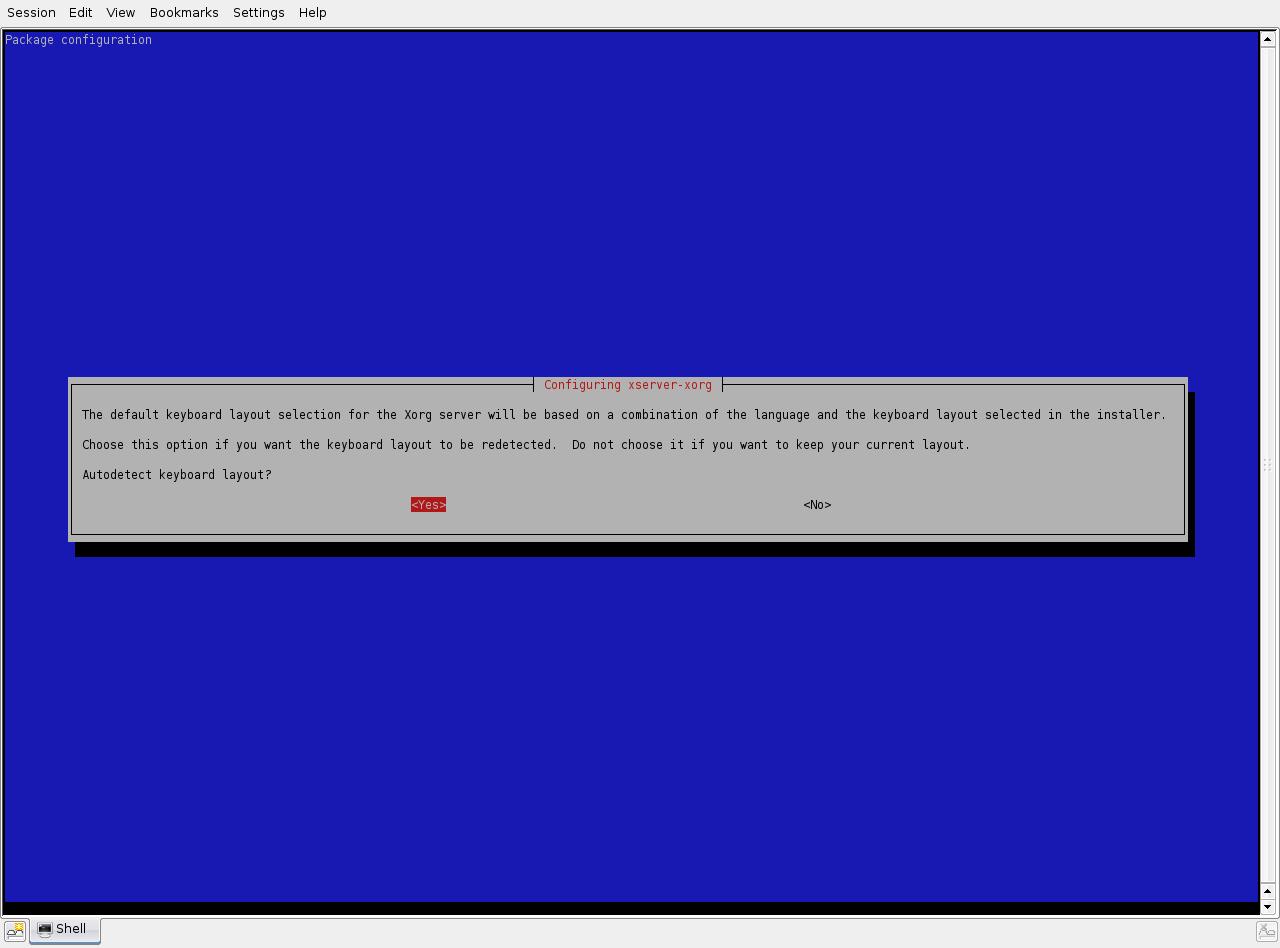 Session Edit View Bookmarks Settings Help
Package configuration
Configuring xserver-xorg
The default keyboard layout selection for the Xorg server will be based on a combination of the language and the keyboard layout selected in the installer.
Choose this option if you want the keyboard layout to be redetected.  Do not choose it if you want to keep your current layout.
Autodetect keyboard layout?
<Yes> <No>
Shell